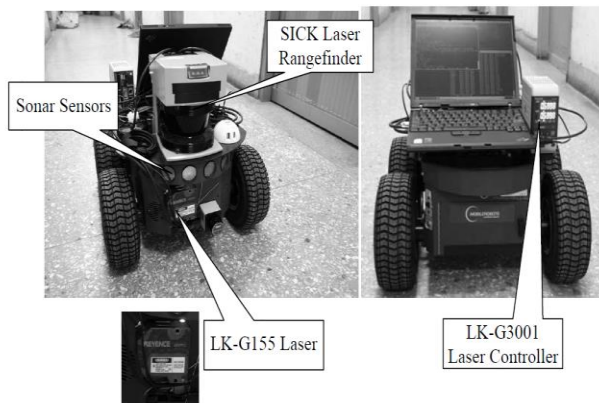 SICK Laser
Rangefinder
Sonar Sensors
LK-G155 Laser
LK-G3001
Laser Controller
KEYENCE